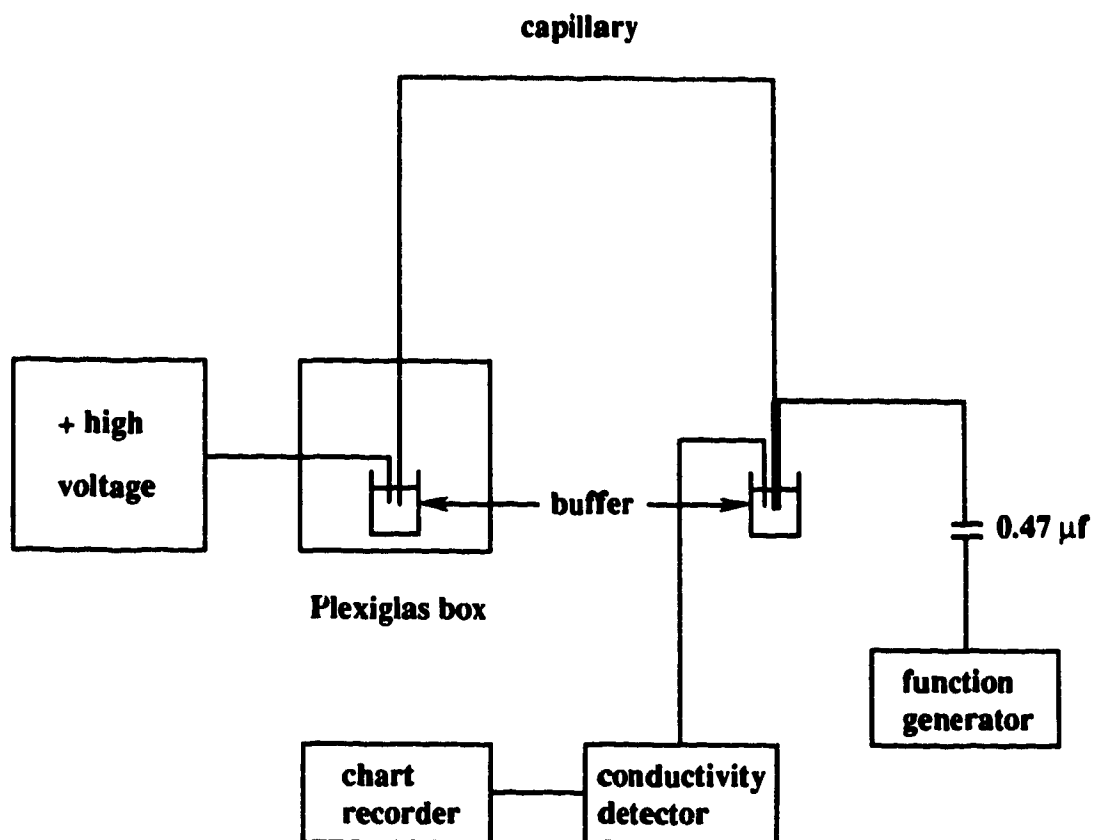 capillary
+ high
voltage
buffer
0.47 μf
Plexiglas box
function
generator
chart
recorder
conductivity
detector